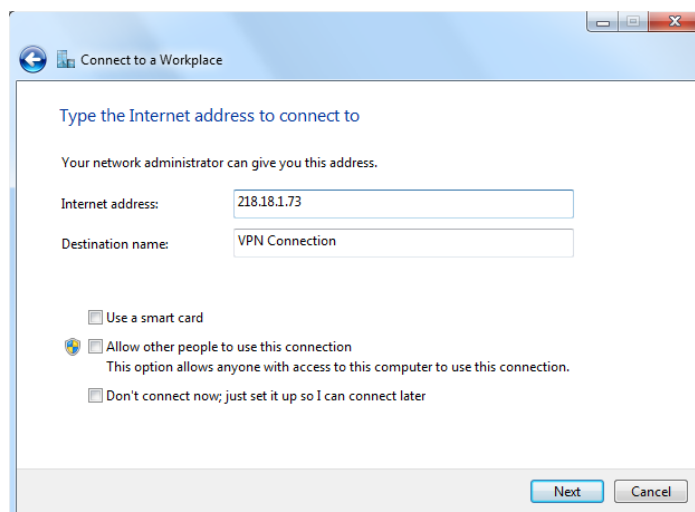 Connect to a Workplace
Type the Internet address to connect to
Your network administrator can give you this address.
Internet address: 218.18.1.73
Destination name: VPN Connection
Use a smart card
Allow other people to use this connection
This option allows anyone with access to this computer to use this connection.
Don't connect now; just set it up so I can connect later
Next Cancel